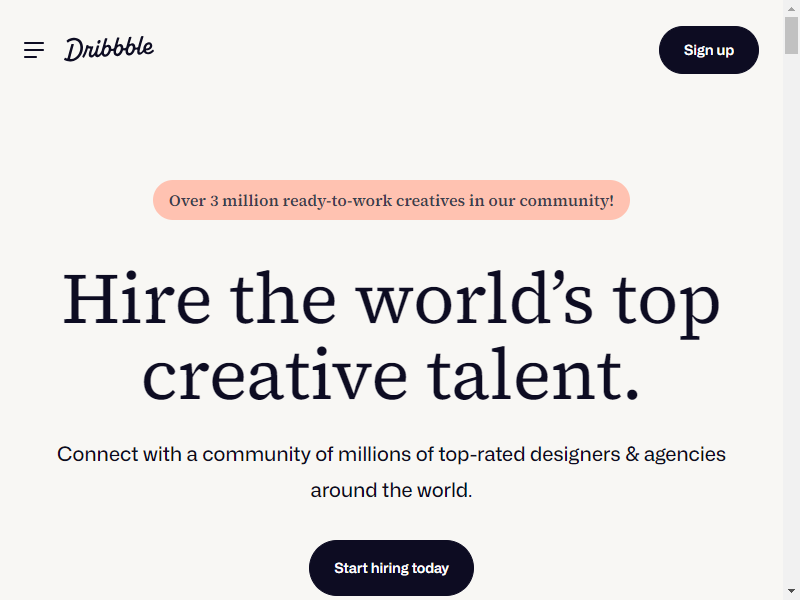 Dribbble
Sign up
Over 3 million ready-to-work creatives in our community!
Hire the world’s top
creative talent.
Connect with a community of millions of top-rated designers & agencies
around the world.
Start hiring today